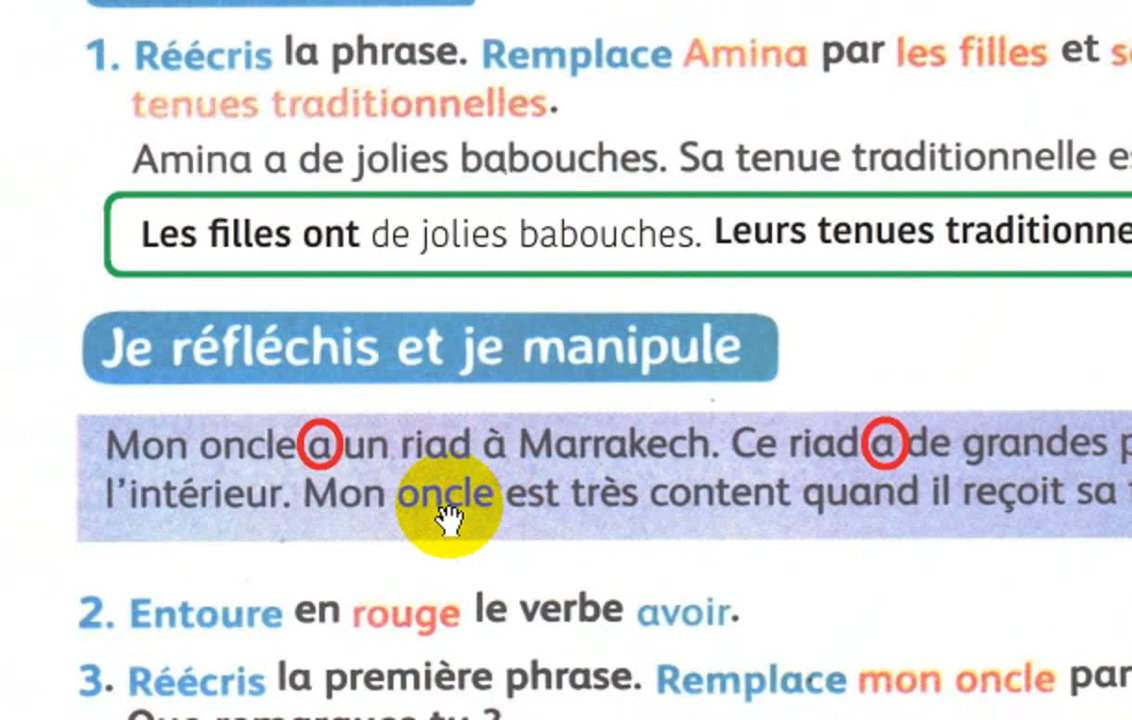 1. Réécris la phrase. Remplace Amina par les filles et
tenues traditionnelles.
Amina a de jolies babouches. Sa tenue traditionnelle
Les filles ont de jolies babouches. Leurs tenues
Je réfléchis et je manipule
Mon oncle a un riad à Marrakech. Ce riad a de grandes
l'intérieur. Mon oncle est très content quand il reçoit sa
2. Entoure en rouge le verbe avoir.
3. Réécris la première phrase. Remplace mon oncle par